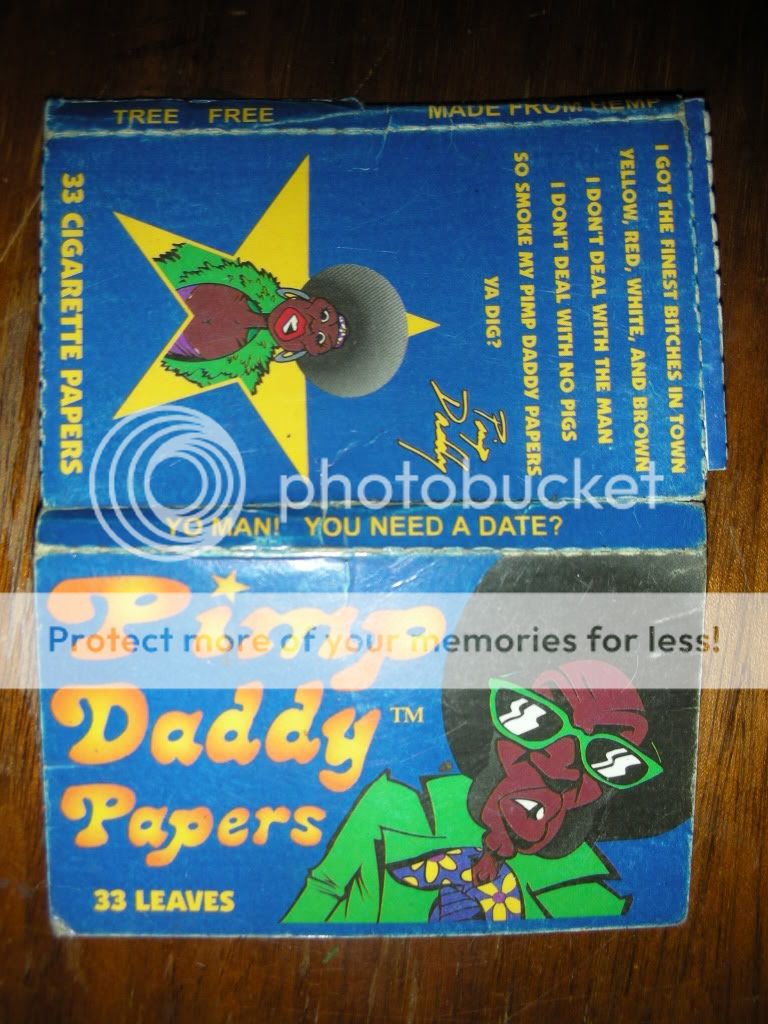 TREE FREE MADE FROM HEMP
I GOT THE FINEST BITCHES IN TOWN
YELLOW, RED, WHITE, AND BROWN
I DON'T DEAL WITH THE MAN
I DON'T DEAL WITH NO PIGS
SO SMOKE MY PIMP DADDY PAPERS
YA DIG?
Pimp
Daddy
33 CIGARETTE PAPERS
photobucket
YO MAN! YOU NEED A DATE?
Protect more of your memories for less!
Pimp
Daddy™
Papers
33 LEAVES